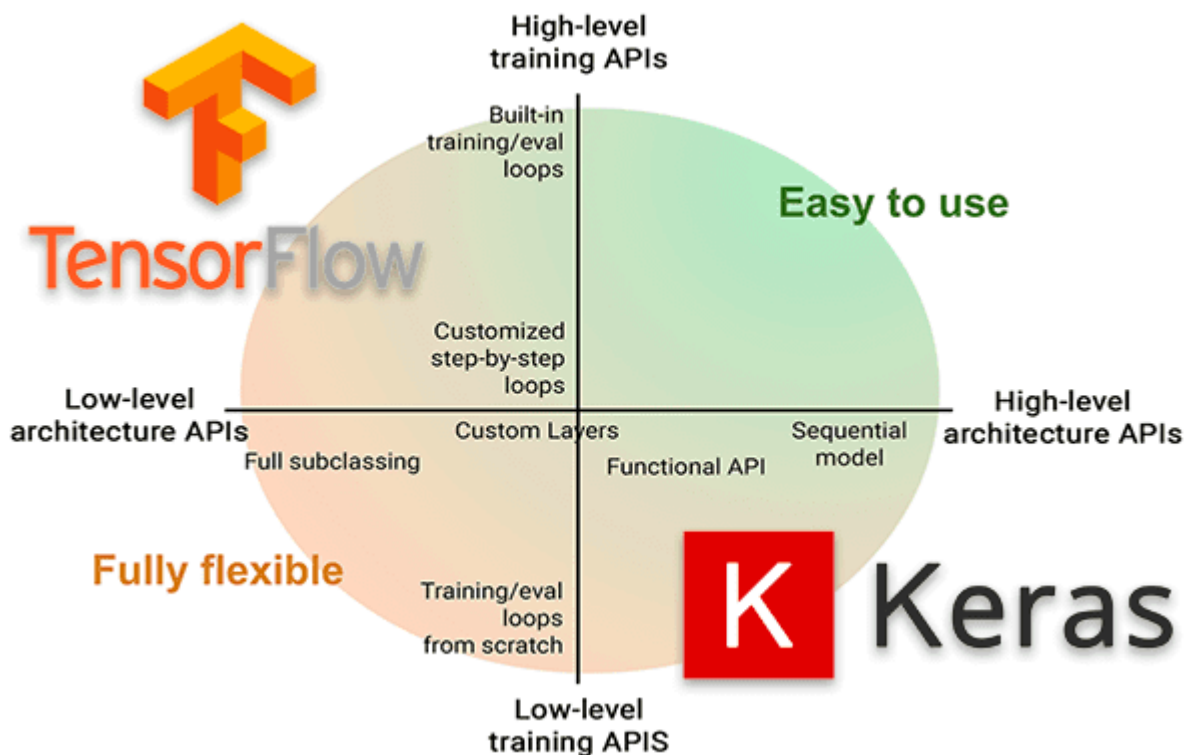 High-level
training APIs
Built-in
training/eval
loops
Easy to use
TensorFlow
Customized
step-by-step
loops
Low-level
architecture APIs
High-level
architecture APIs
Custom Layers
Sequential
model
Full subclassing
Functional API
Fully flexible
Training/eval
loops
from scratch
K Keras
Low-level
training APIS